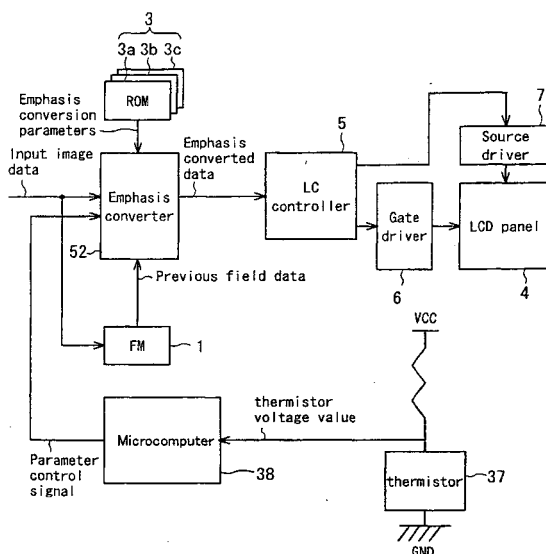 3
3a 3b 3c
ROM
Emphasis
conversion
parameters
Input image
data
Emphasis
converter
52
Emphasis
converted
data
5
LC
controller
7
Source
driver
Gate
driver
6
LCD panel
4
Previous field data
FM
1
VCC
thermistor
voltage value
Microcomputer
38
Parameter
control
signal
thermistor
37
GND